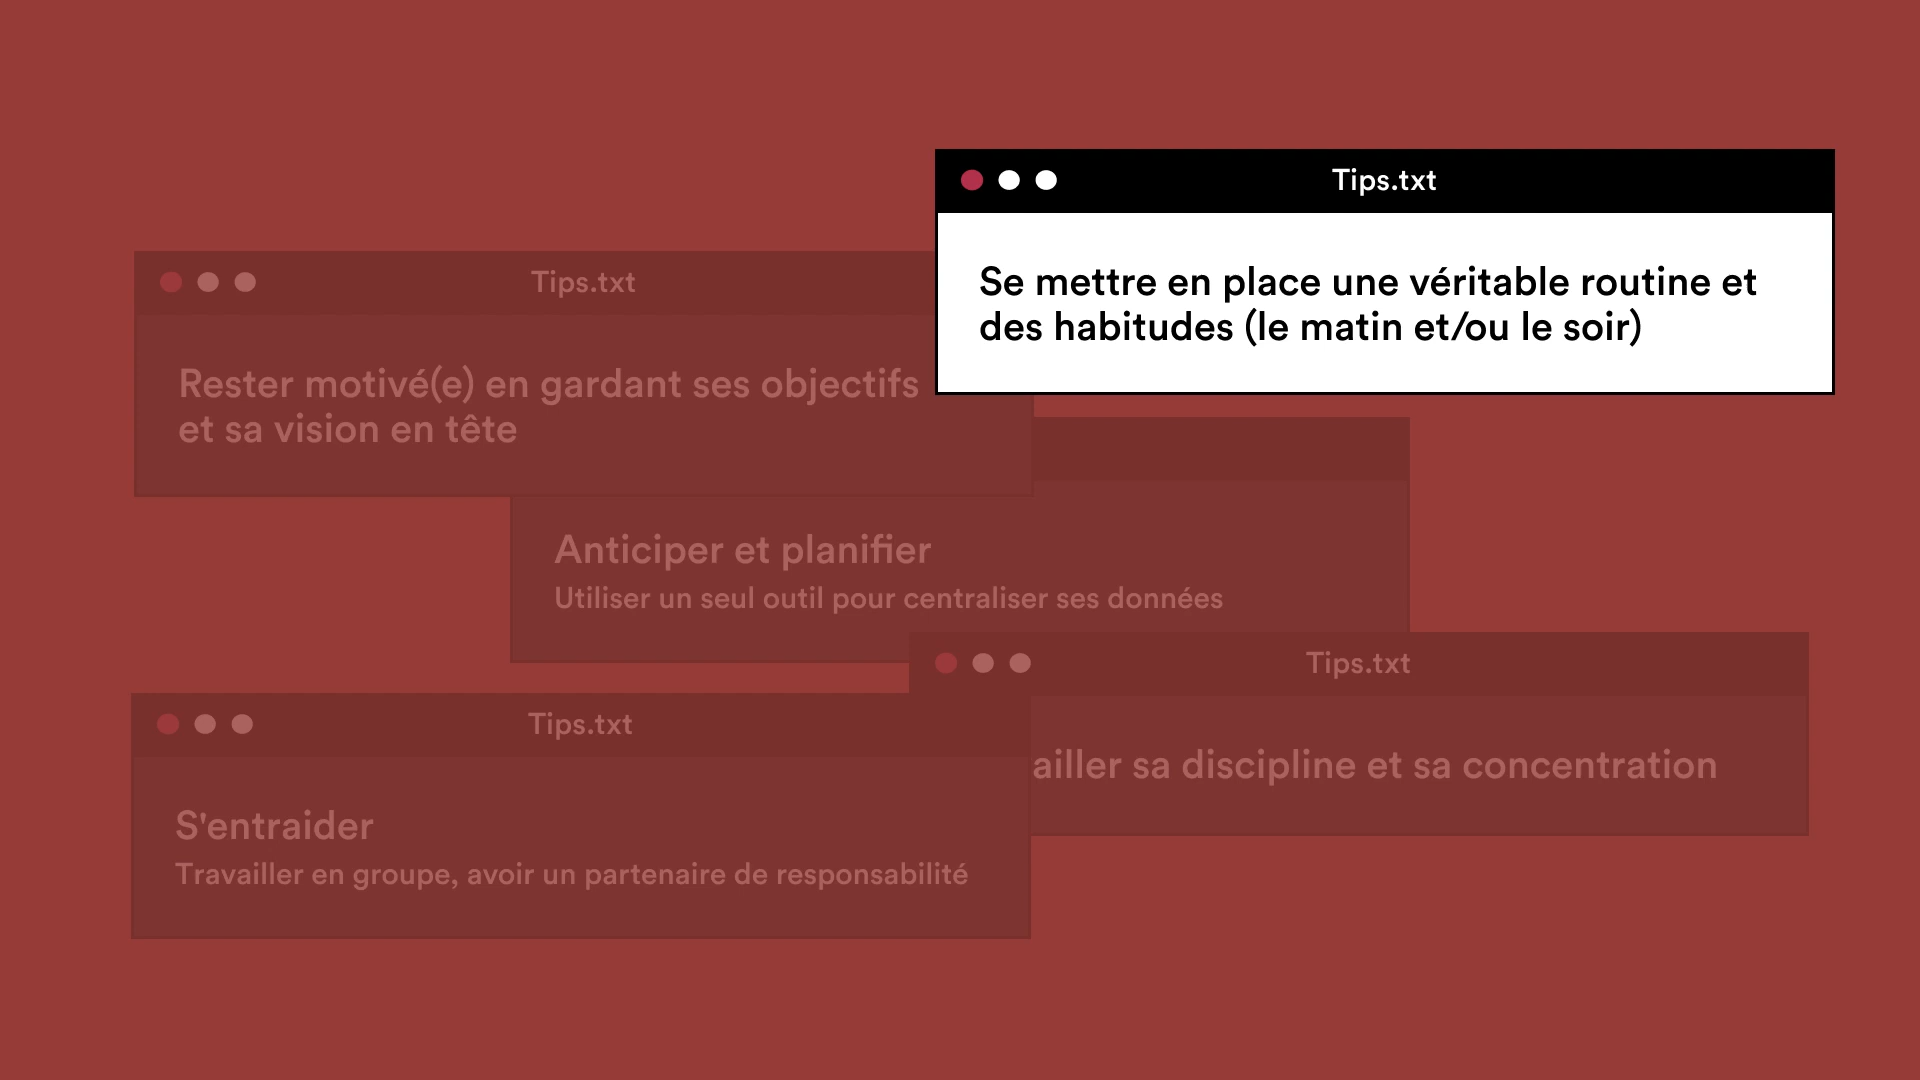 Tips.txt
Se mettre en place une véritable routine et
des habitudes (le matin et/ou le soir)
Tips.txt
Rester motivé(e) en gardant ses objectifs
et sa vision en tête
Anticiper et planifier
Utiliser un seul outil pour centraliser ses données
Tips.txt
ailler sa discipline et sa concentration
Tips.txt
S'entraider
Travailler en groupe, avoir un partenaire de responsabilité